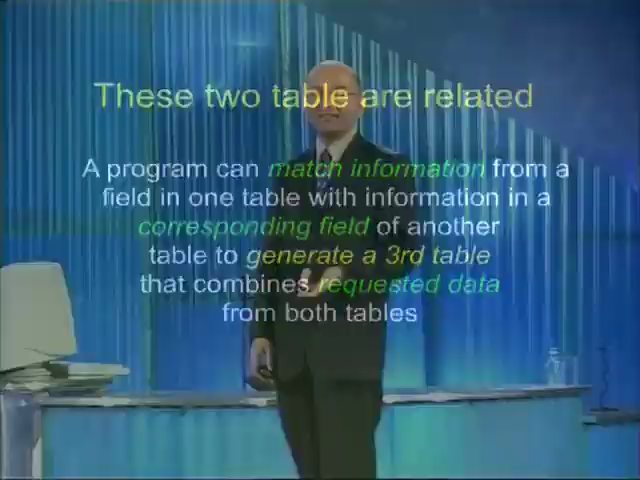 These two table are related
A program can match information from a
field in one table with information in a
corresponding field of another
table to generate a 3rd table
that combines requested data
from both tables